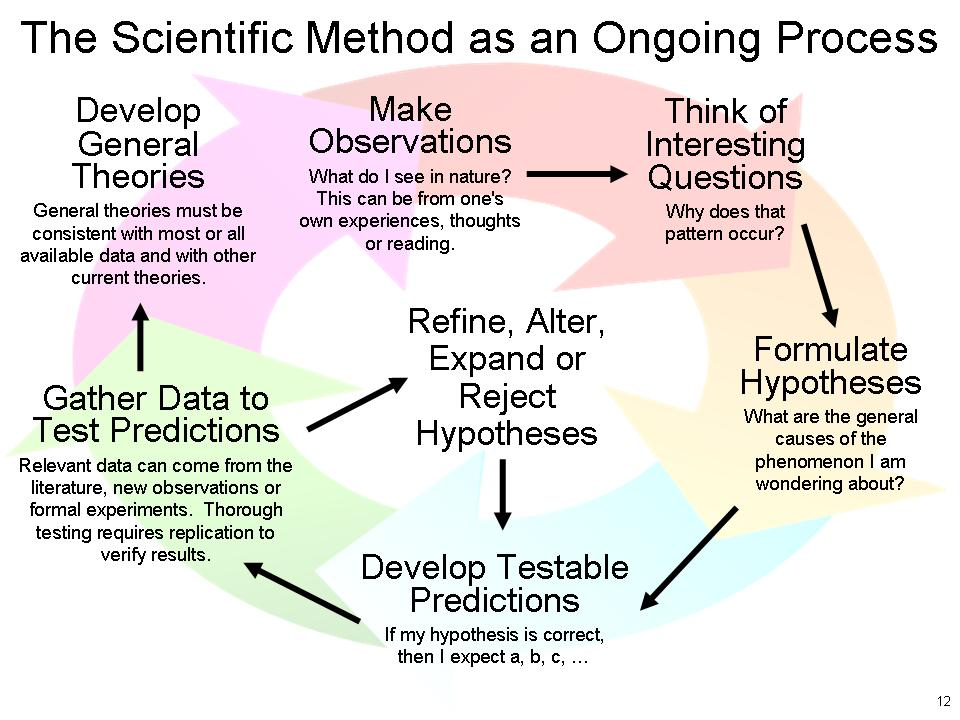 The Scientific Method as an Ongoing Process
Develop
General
Theories
General theories must be
consistent with most or all
available data and with other
current theories.
Make
Observations
What do I see in nature?
This can be from one's
own experiences, thoughts
or reading.
Think of
Interesting
Questions
Why does that
pattern occur?
Refine, Alter,
Expand or
Reject
Hypotheses
Formulate
Hypotheses
What are the general
causes of the
phenomenon I am
wondering about?
Gather Data to
Test Predictions
Relevant data can come from the
literature, new observations or
formal experiments.  Thorough
testing requires replication to
verify results.
Develop Testable
Predictions
If my hypothesis is correct,
then I expect a, b, c, …
12